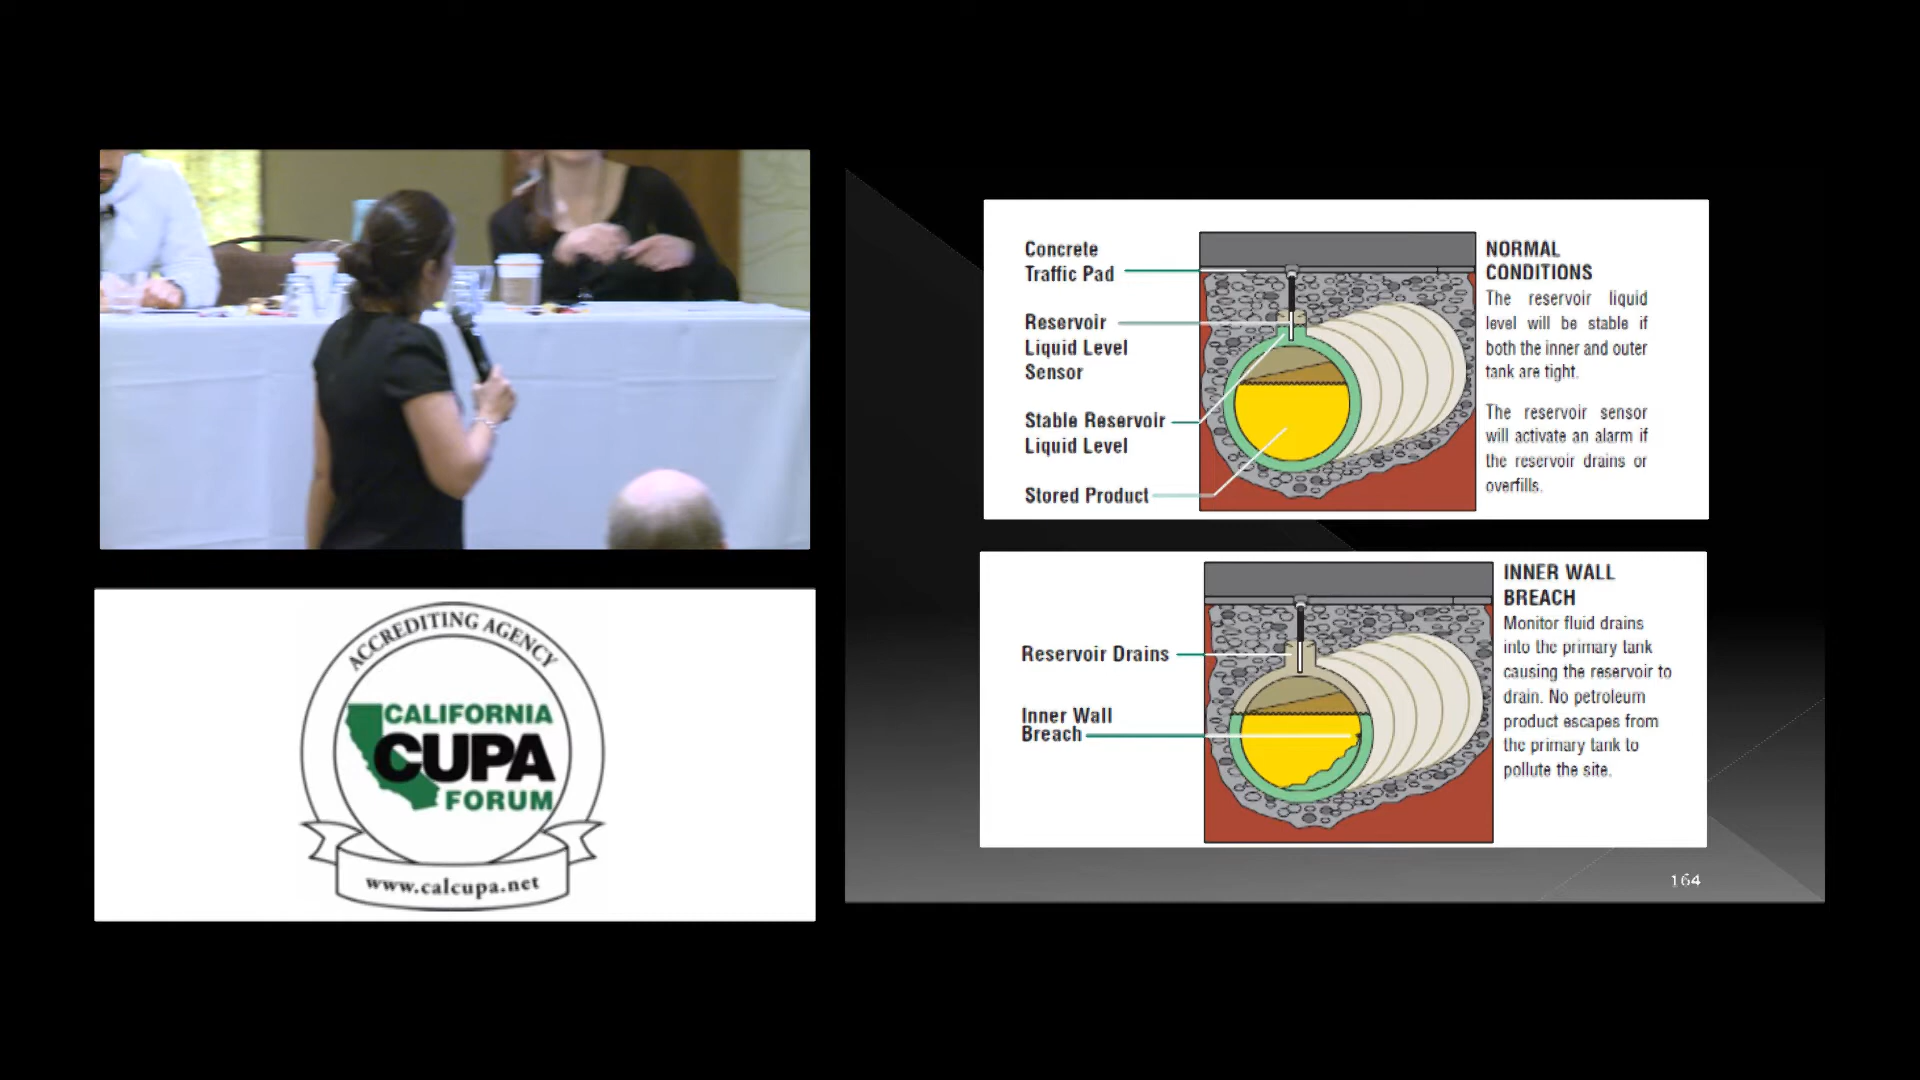 ACCREDITING AGENCY
CALIFORNIA
CUPA
FORUM
www.calcupa.net
Concrete
Traffic Pad
Reservoir
Liquid Level
Sensor
Stable Reservoir
Liquid Level
Stored Product
NORMAL
CONDITIONS
The reservoir liquid
level will be stable if
both the inner and outer
tank are tight.
The reservoir sensor
will activate an alarm if
the reservoir drains or
overfills.
Reservoir Drains
Inner Wall
Breach
INNER WALL
BREACH
Monitor fluid drains
into the primary tank
causing the reservoir to
drain. No petroleum
product escapes from
the primary tank to
pollute the site.
164